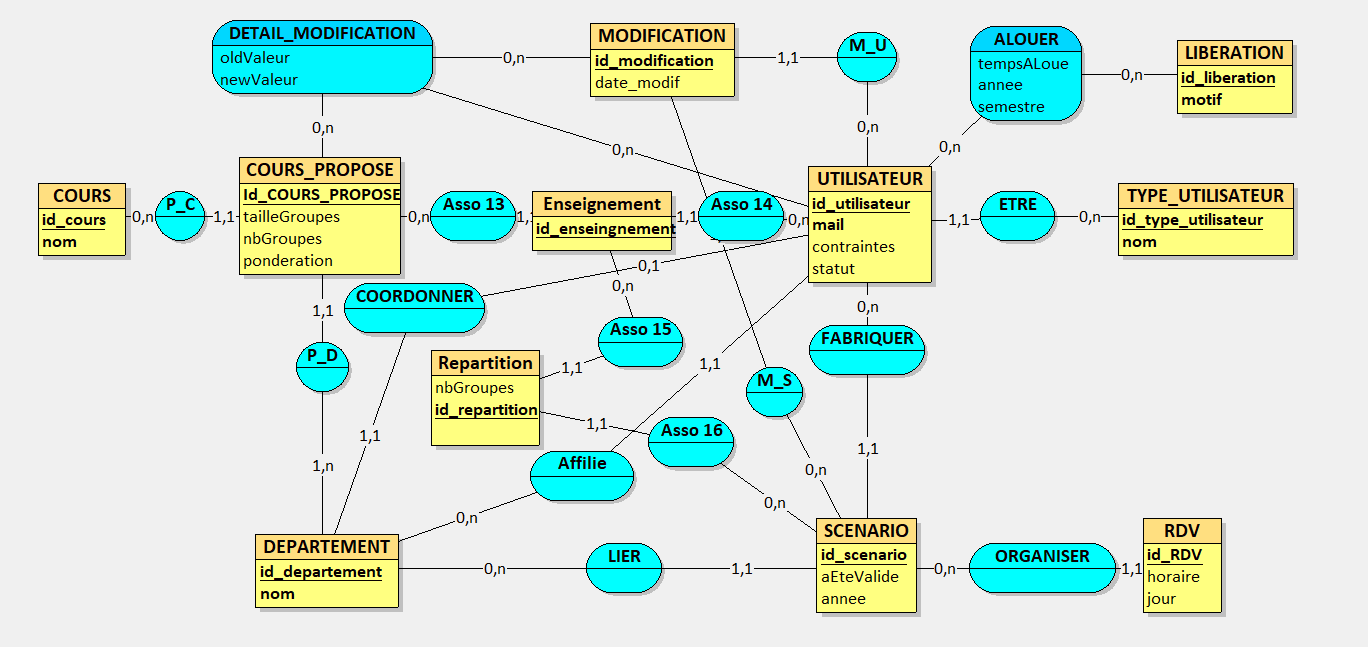 DETAIL_MODIFICATION
oldValeur
newValeur
0,n
MODIFICATION
id_modification
date_modif
1,1
M_U
0,n
ALOUER
tempsALoue
annee
semestre
0,n
LIBERATION
id_liberation
motif
0,n
0,n
0,n
COURS
id_cours
nom
0,n
P_C
1,1
COURS_PROPOSE
Id_COURS_PROPOSE
tailleGroupes
nbGroupes
ponderation
0,n
Asso 13
1,
Enseignement
id_enseingnement
1,1
Asso 14
0,n
UTILISATEUR
id_utilisateur
mail
contraintes
statut
1,1
ETRE
0,n
TYPE_UTILISATEUR
id_type_utilisateur
nom
0,1
0,n
1,1
COORDONNER
0,n
P_D
Asso 15
FABRIQUER
Repartition
nbGroupes
id_repartition
1,1
1,1
M_S
1,1
Asso 16
1,1
1,1
1,n
Affilie
0,n
0,n
0,n
DEPARTEMENT
id_departement
nom
0,n
LIER
1,1
SCENARIO
id_scenario
aEteValide
annee
0,n
ORGANISER
1,1
RDV
id_RDV
horaire
jour